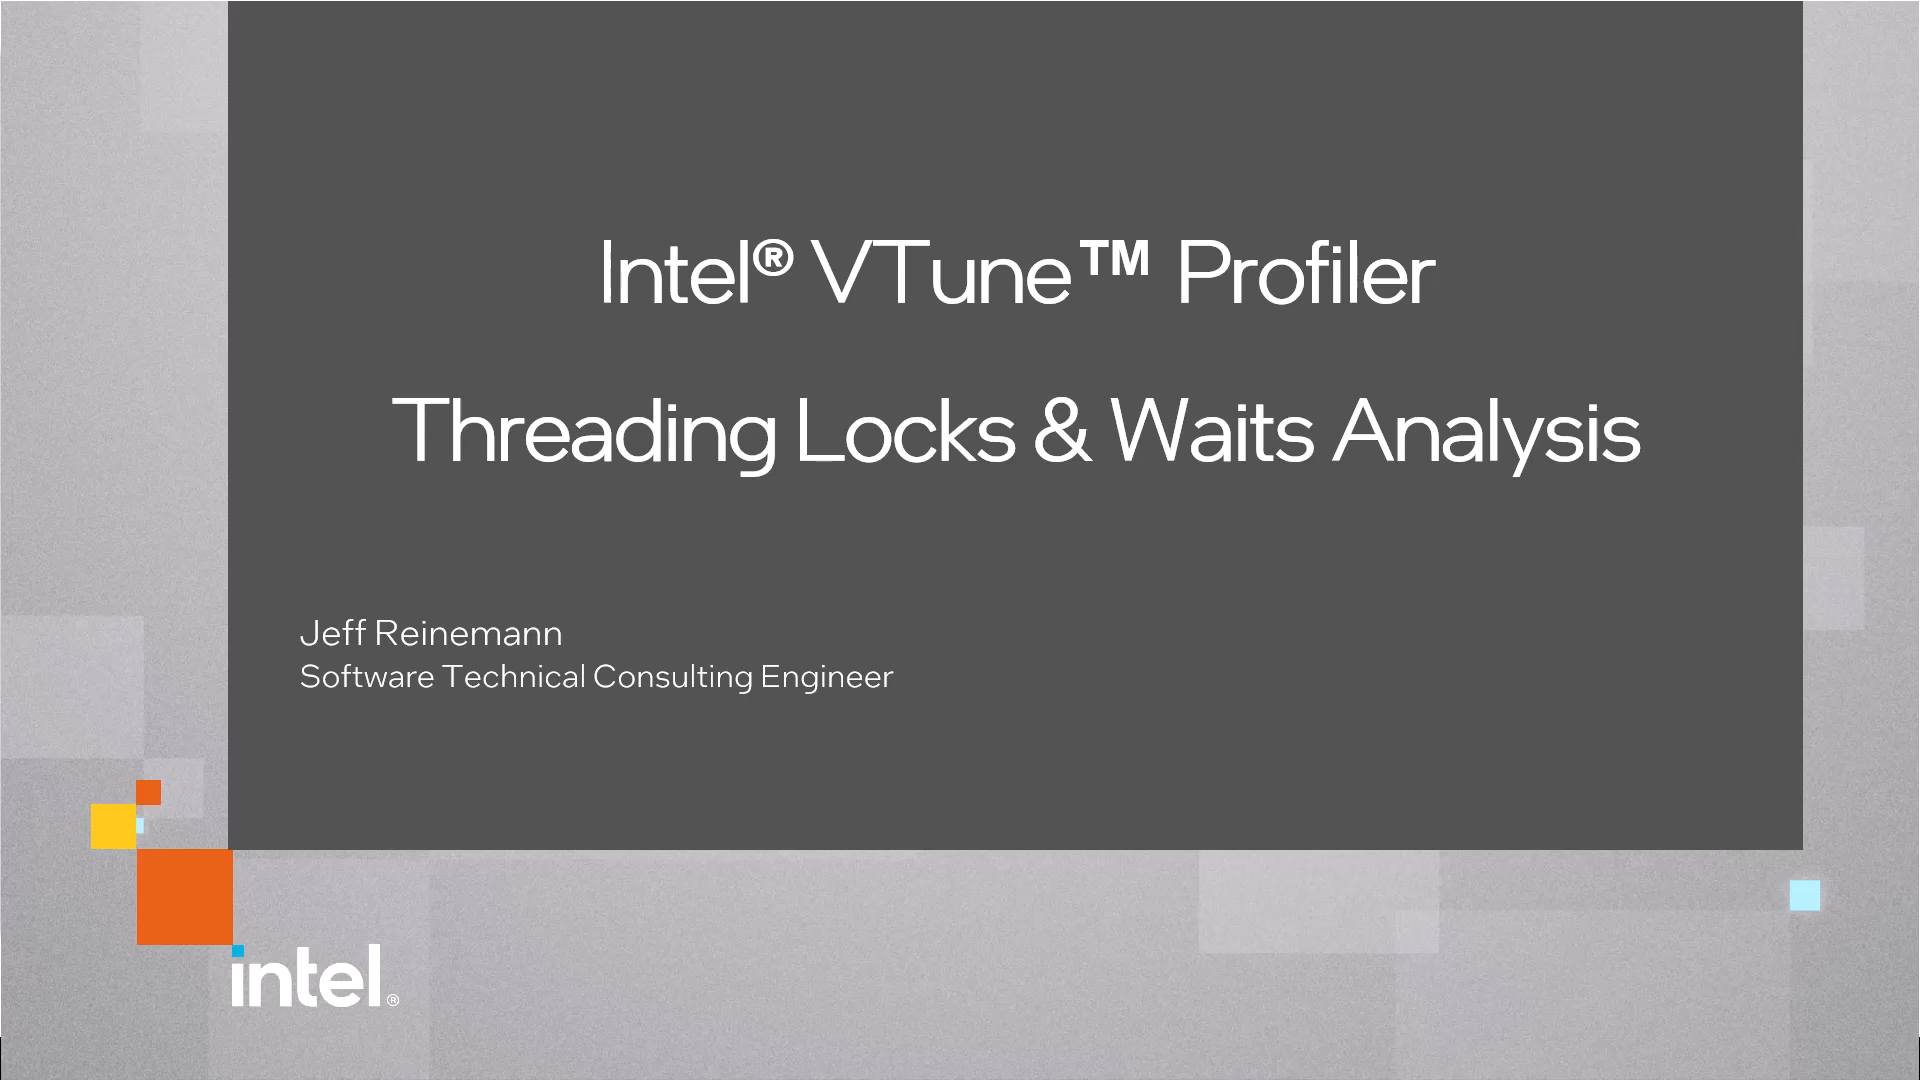 Intel® VTune™ Profiler
Threading Locks & Waits Analysis
Jeff Reinemann
Software Technical Consulting Engineer
intel®